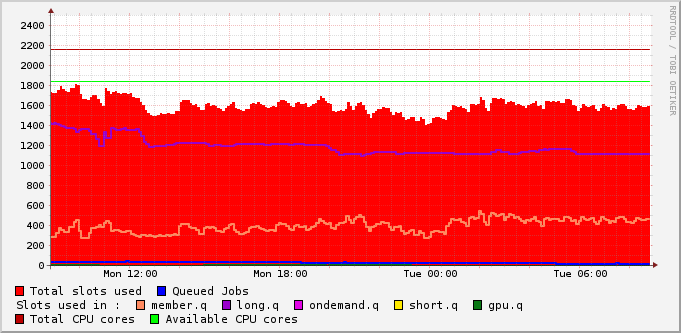 RRDTOOL / TOBI OETIKER
2400
2200
2000
1800
1600
1400
1200
1000
800
600
400
200
0
Mon 12:00 Mon 18:00 Tue 00:00 Tue 06:00
Total slots used Queued Jobs
Slots used in : member.q long.q ondemand.q short.q gpu.q
Total CPU cores Available CPU cores